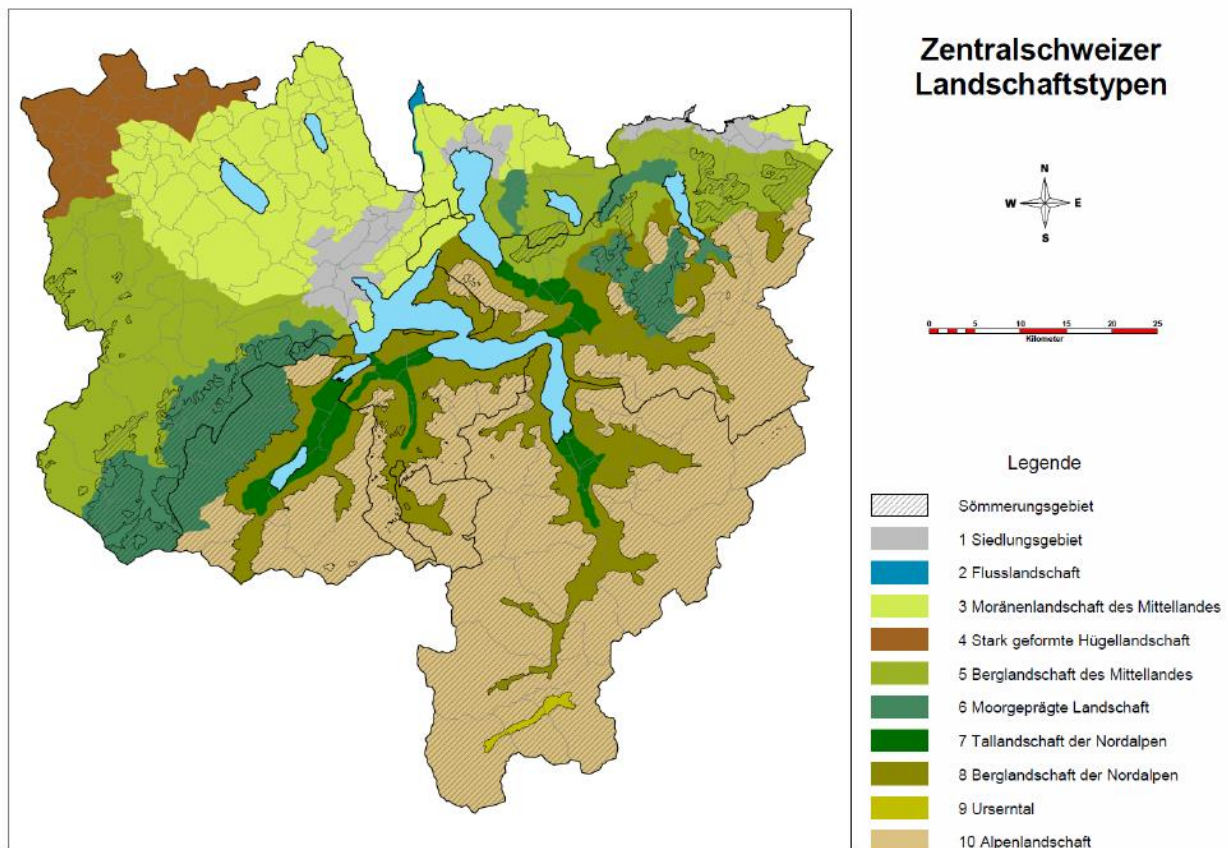 Zentralschweizer
Landschaftstypen
N
W E
S
0 5 10 15 20 25
Kilometer
Legende
Sömmerungsgebiet
1 Siedlungsgebiet
2 Flusslandschaft
3 Moränenlandschaft des Mittellandes
4 Stark geformte Hügellandschaft
5 Berglandschaft des Mittellandes
6 Moorgeprägte Landschaft
7 Tallandschaft der Nordalpen
8 Berglandschaft der Nordalpen
9 Urserntal
10 Alpenlandschaft